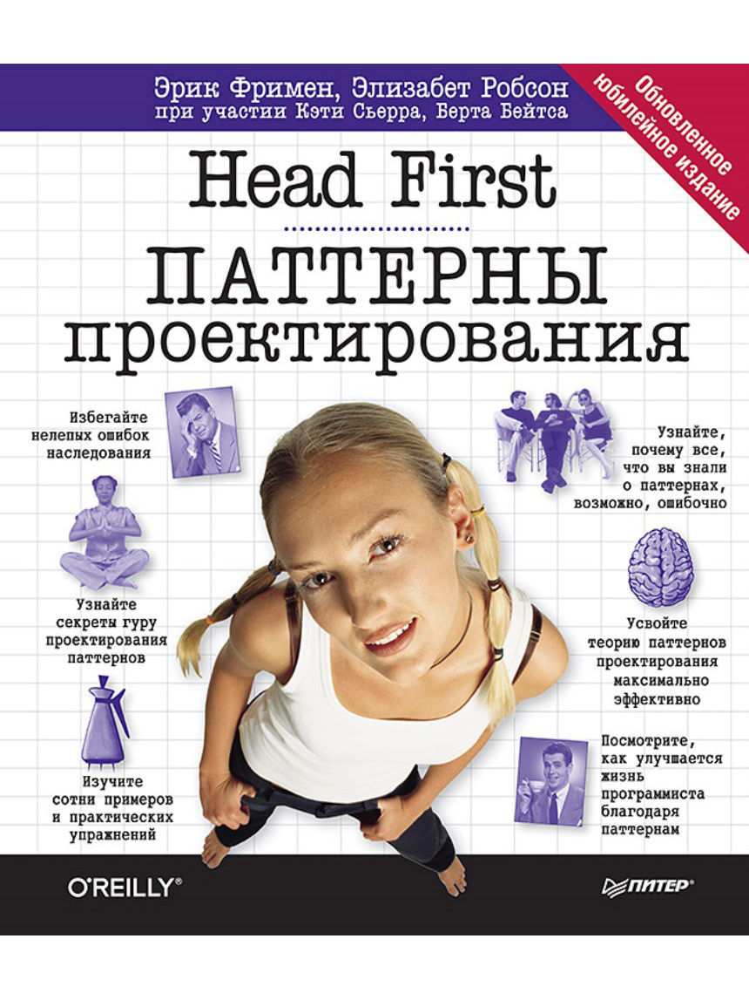 Эрик Фримен, Элизабет Робсон
при участии Кэти Сьерра, Берта Бейтса
Обновленное
юбилейное издание
Head First
ПАТТЕРНЫ
проектирования
Избегайте
нелепых ошибок
наследования
Узнайте,
почему все,
что вы знали
о паттернах,
возможно, ошибочно
Узнайте
секреты гуру
проектирования
паттернов
Усвойте
теорию паттернов
проектирования
максимально
эффективно
Изучите
сотни примеров
и практических
упражнений
Посмотрите,
как улучшается
жизнь
программиста
благодаря
паттернам
O'REILLY®
ПИТЕР®